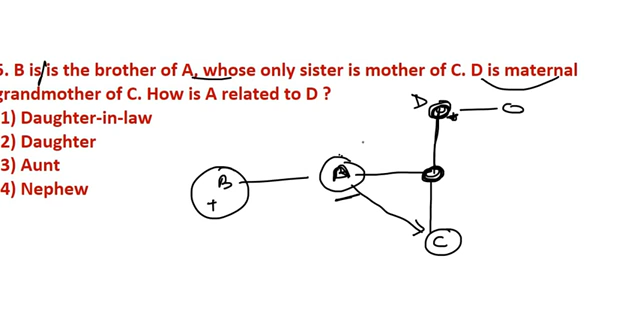 5. B is is the brother of A, whose only sister is mother of C. D is maternal
grandmother of C. How is A related to D ?
1) Daughter-in-law
2) Daughter
3) Aunt
4) Nephew
D
B
+
A
C